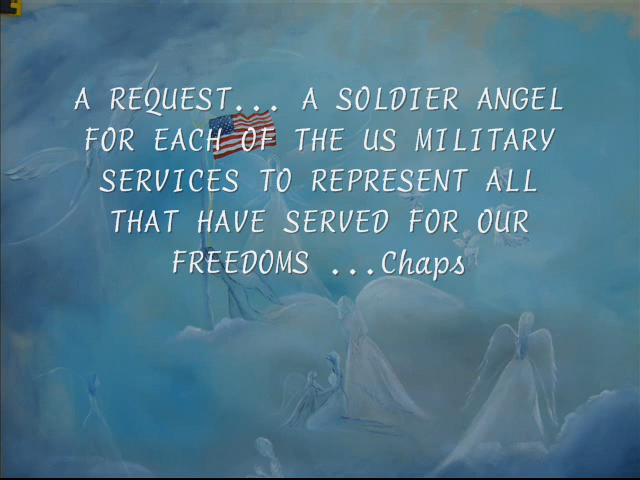 A REQUEST... A SOLDIER ANGEL
FOR EACH OF THE US MILITARY
SERVICES TO REPRESENT ALL
THAT HAVE SERVED FOR OUR
FREEDOMS ...Chaps